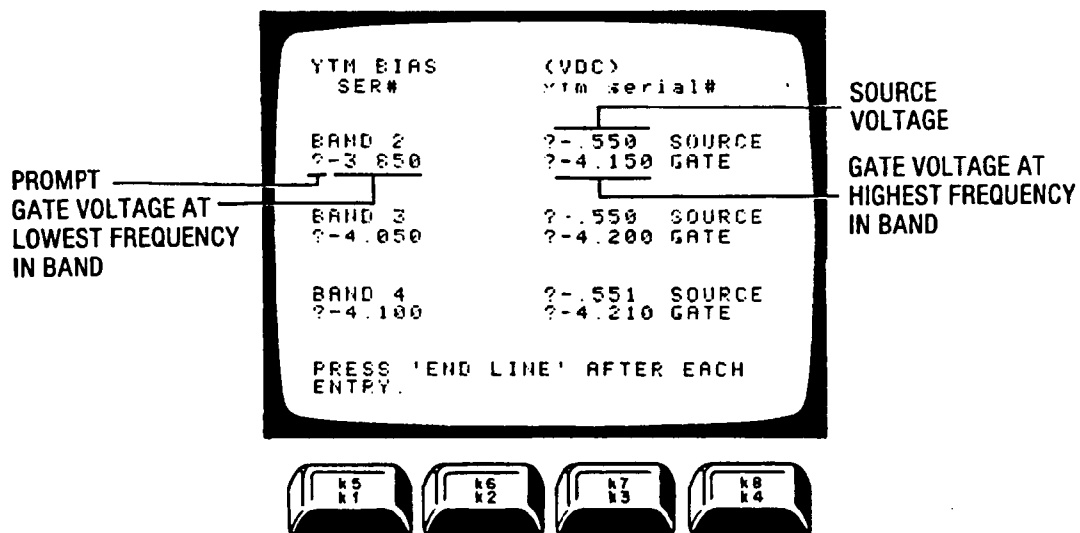 YTM BIAS (VDC)
SER# ytm serial#
BAND 2 ?-.550 SOURCE
?-3.850 ?-4.150 GATE
BAND 3 ?-.550 SOURCE
?-4.050 ?-4.200 GATE
BAND 4 ?-.551 SOURCE
?-4.100 ?-4.210 GATE
PRESS 'END LINE' AFTER EACH
ENTRY.
PROMPT
GATE VOLTAGE AT
LOWEST FREQUENCY
IN BAND
SOURCE
VOLTAGE
GATE VOLTAGE AT
HIGHEST FREQUENCY
IN BAND
k5 k6 k7 k8
k1 k2 k3 k4